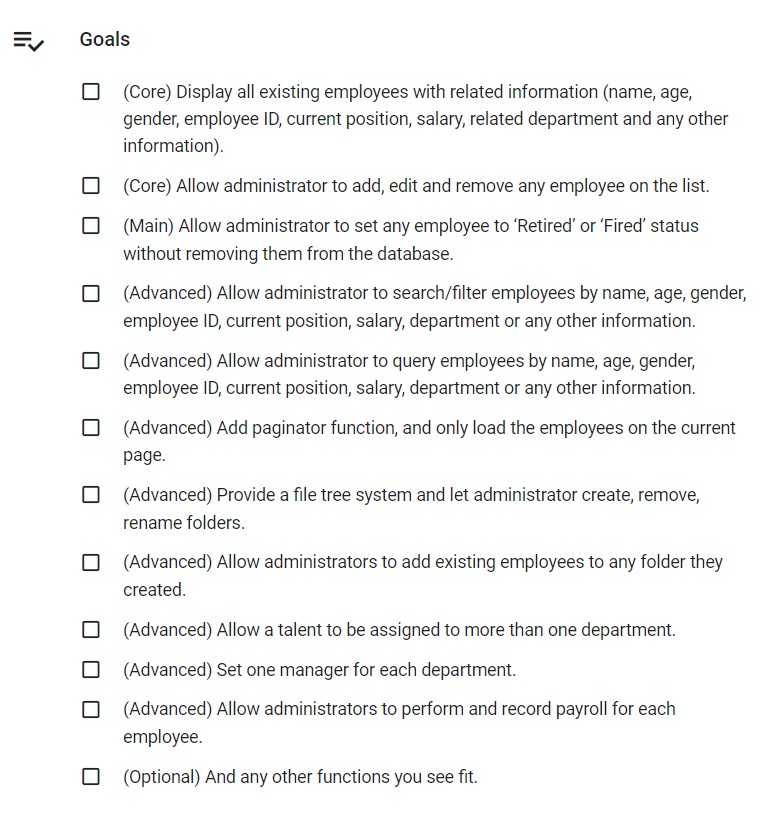 Goals
(Core) Display all existing employees with related information (name, age,
gender, employee ID, current position, salary, related department and any other
information).
(Core) Allow administrator to add, edit and remove any employee on the list.
(Main) Allow administrator to set any employee to ‘Retired’ or ‘Fired’ status
without removing them from the database.
(Advanced) Allow administrator to search/filter employees by name, age, gender,
employee ID, current position, salary, department or any other information.
(Advanced) Allow administrator to query employees by name, age, gender,
employee ID, current position, salary, department or any other information.
(Advanced) Add paginator function, and only load the employees on the current
page.
(Advanced) Provide a file tree system and let administrator create, remove,
rename folders.
(Advanced) Allow administrators to add existing employees to any folder they
created.
(Advanced) Allow a talent to be assigned to more than one department.
(Advanced) Set one manager for each department.
(Advanced) Allow administrators to perform and record payroll for each
employee.
(Optional) And any other functions you see fit.